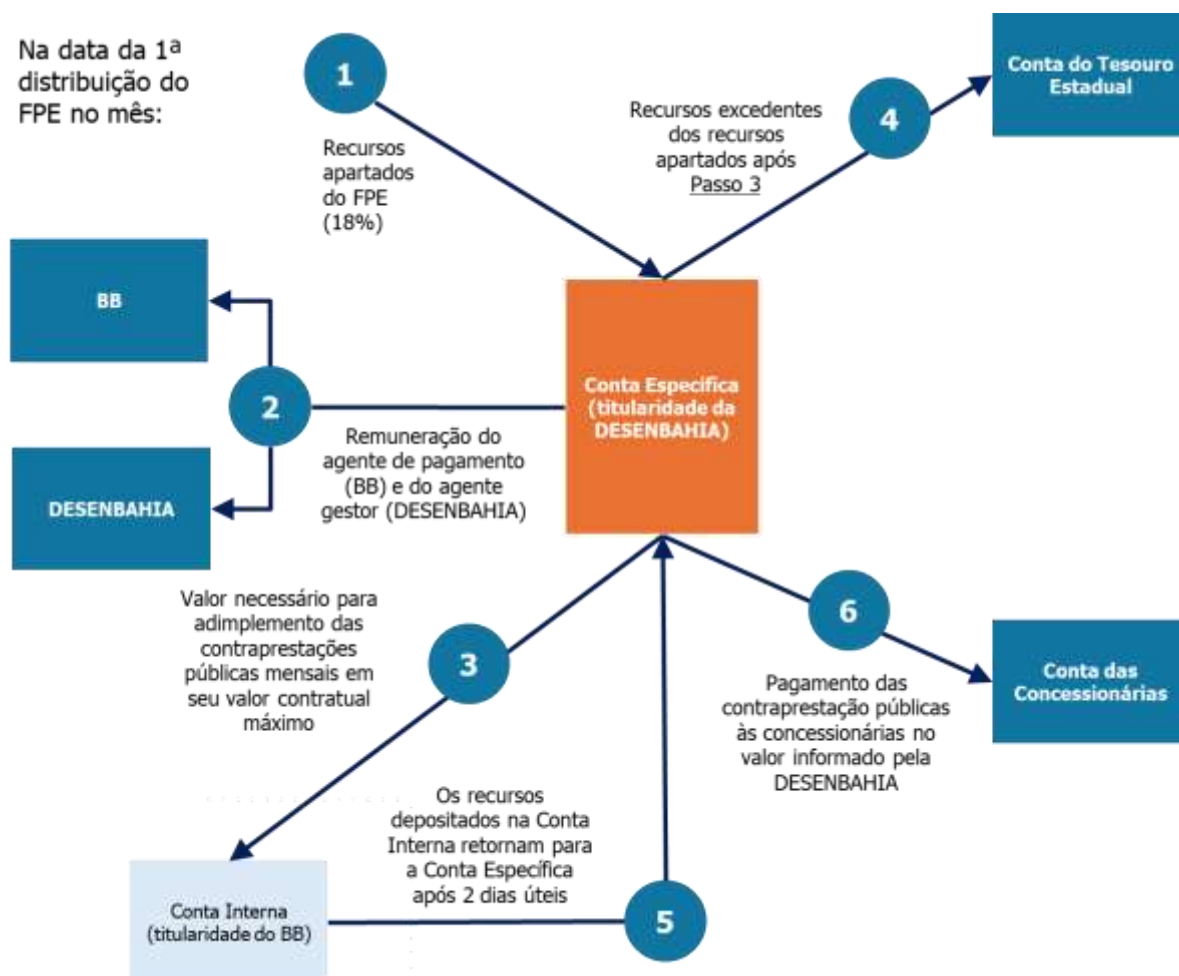 Na data da 1ª
distribuição do
FPE no mês:
1
Recursos
apartados
do FPE
(18%)
Recursos excedentes
dos recursos
apartados após
Passo 3
4
Conta do Tesouro
Estadual
BB
2
DESENBAHIA
Remuneração do
agente de pagamento
(BB) e do agente
gestor (DESENBAHIA)
Conta Específica
(titularidade da
DESENBAHIA)
Valor necessário para
adimplemento das
contraprestações
públicas mensais em
seu valor contratual
máximo
3
6
Conta das
Concessionárias
Pagamento das
contraprestação públicas
às concessionárias no
valor informado pela
DESENBAHIA
Os recursos
depositados na Conta
Interna retornam para
a Conta Específica
após 2 dias úteis
Conta Interna
(titularidade do BB)
5